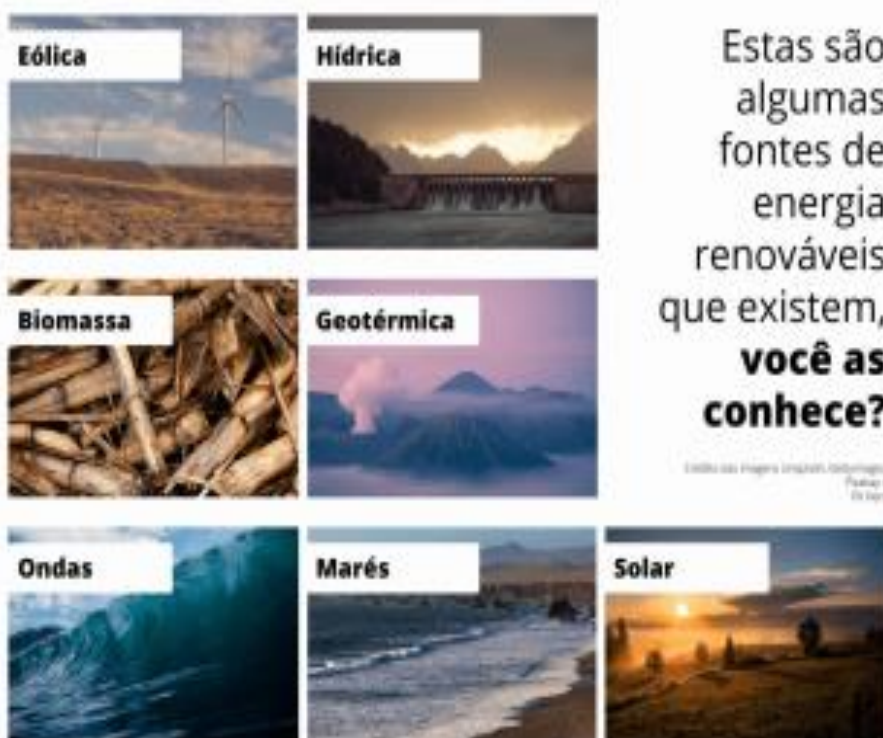 Eólica
Hídrica
Estas são
algumas
fontes de
energia
renováveis
que existem,
você as
conhece?
Biomassa
Geotérmica
Ondas
Marés
Solar